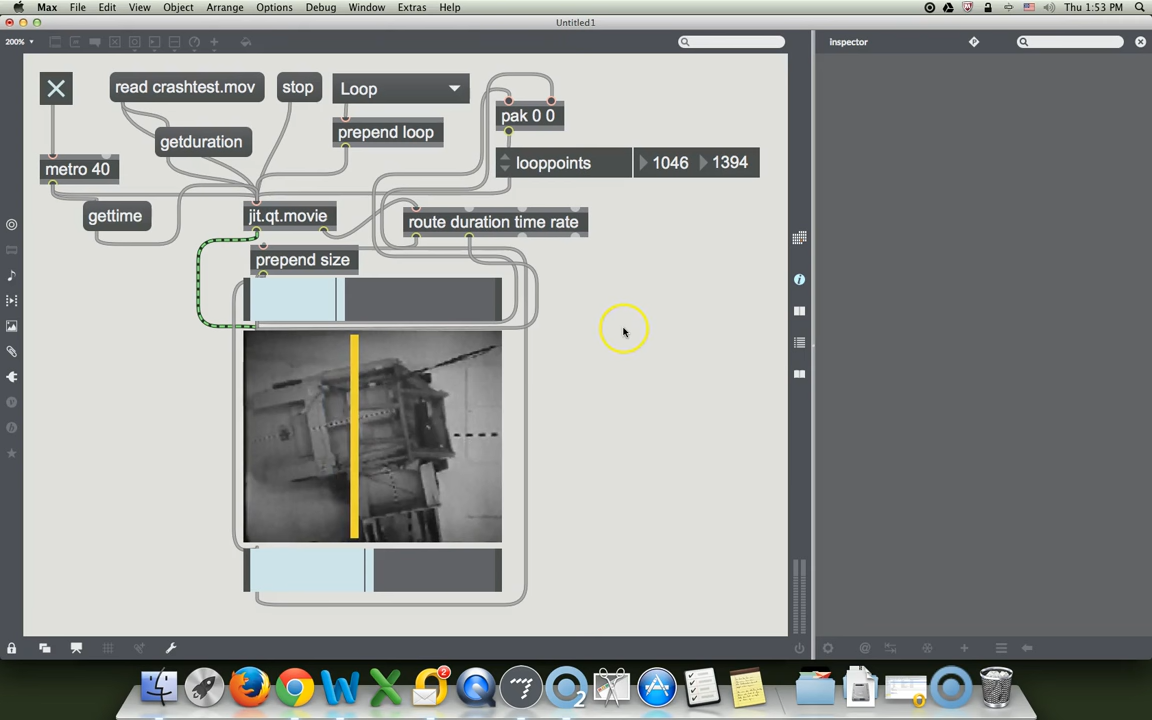 Max File Edit View Object Arrange Options Debug Window Extras Help Thu 1:53 PM
Untitled1
200%
inspector
read crashtest.mov
stop
Loop
pak 0 0
prepend loop
getduration
metro 40
looppoints 1046 1394
gettime
jit.qt.movie
route duration time rate
prepend size
2
2